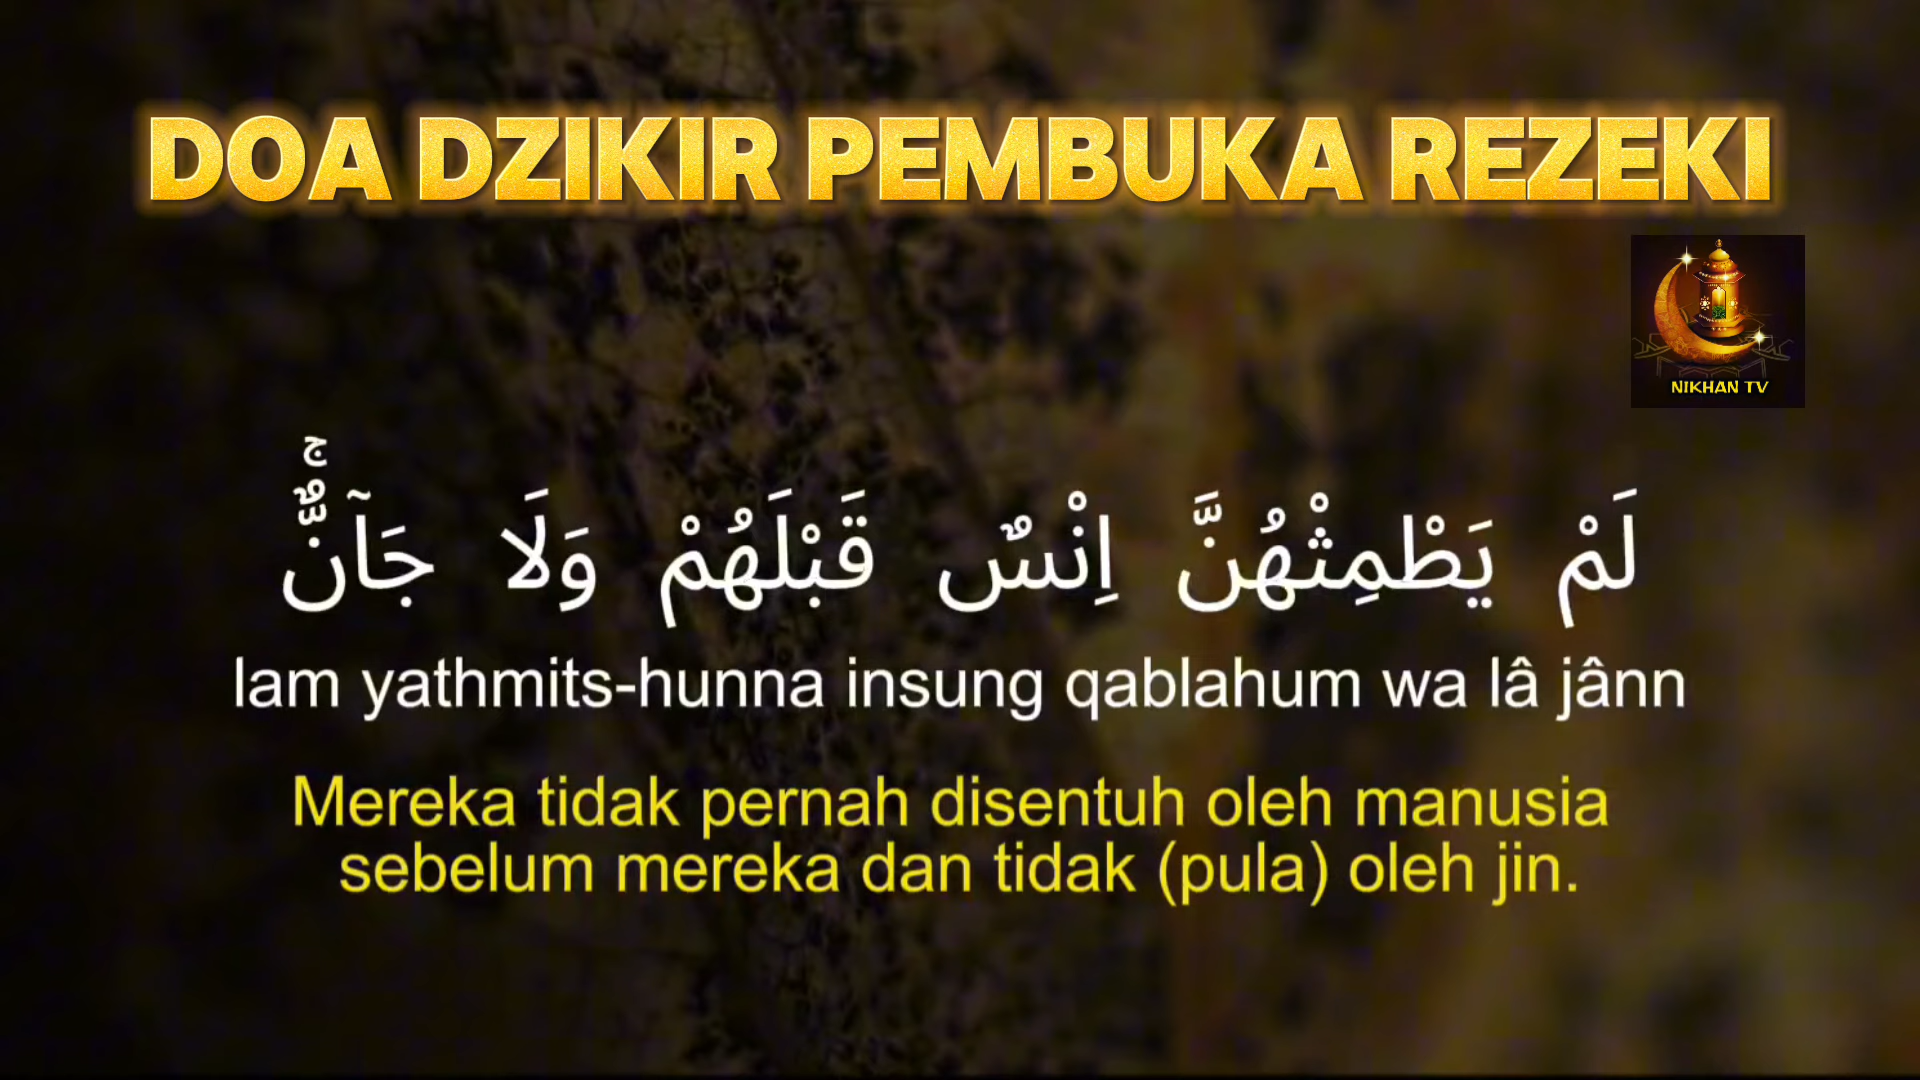 DOA DZIKIR PEMBUKA REZEKI
NIKHAN TV
لَمْ يَطْمِثْهُنَّ اِنْسٌ قَبْلَهُمْ وَلَا جَاۤنٌّۚ
lam yathmits-hunna insung qablahum wa lâ jânn
Mereka tidak pernah disentuh oleh manusia
sebelum mereka dan tidak (pula) oleh jin.